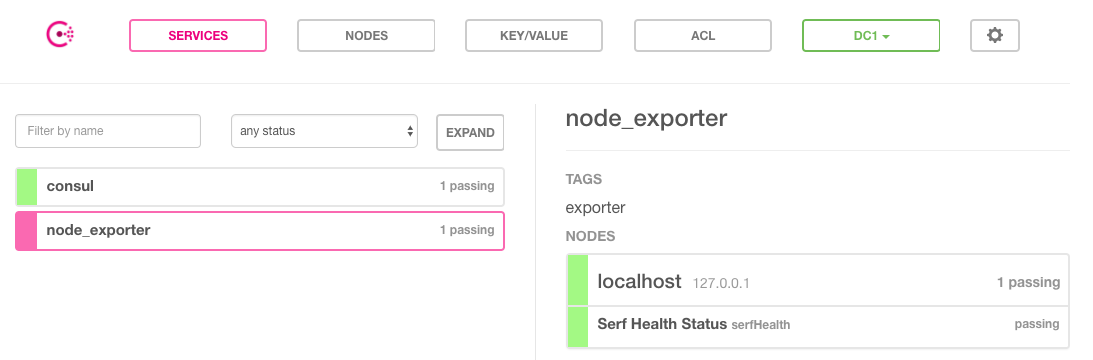 SERVICES NODES KEY/VALUE ACL DC1
Filter by name any status EXPAND
consul 1 passing
node_exporter 1 passing
node_exporter
TAGS
exporter
NODES
localhost 127.0.0.1 1 passing
Serf Health Status serfHealth passing